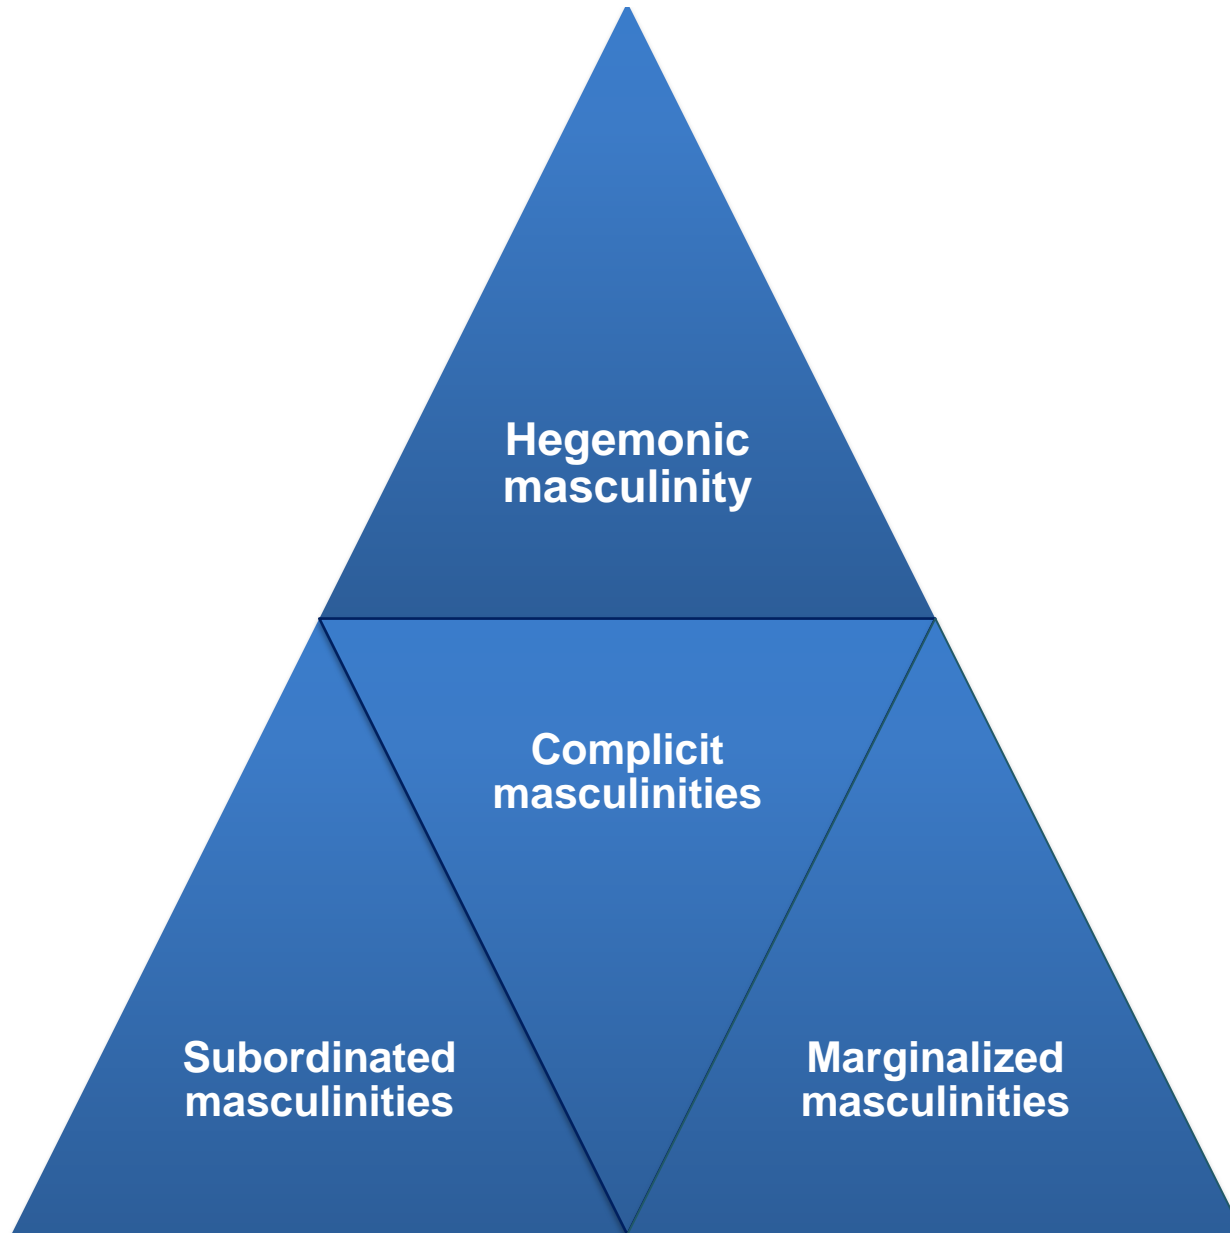 Hegemonic
masculinity
Complicit
masculinities
Subordinated
masculinities
Marginalized
masculinities